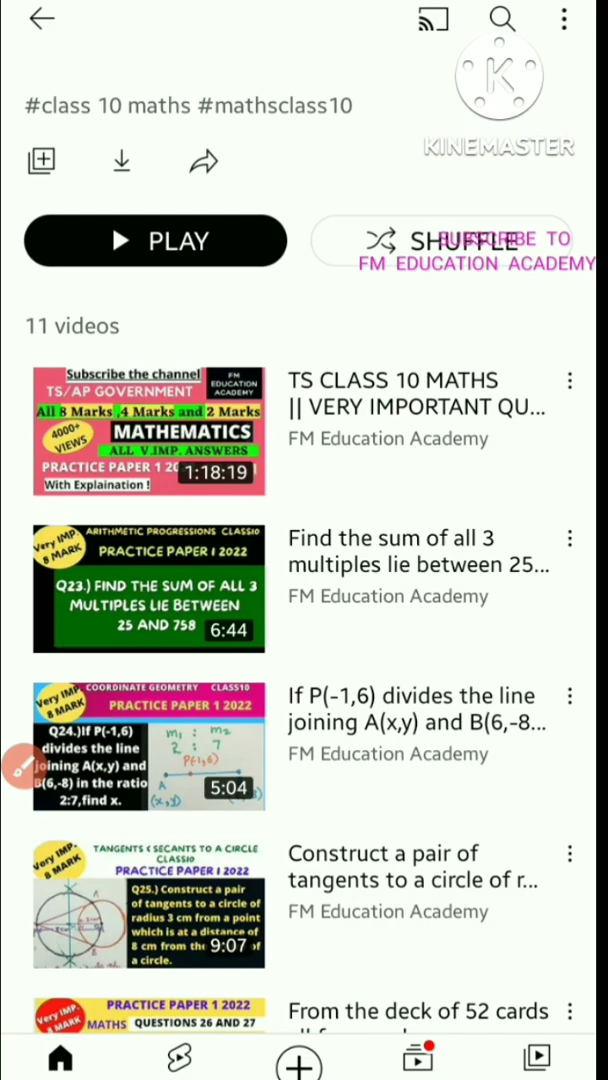 #class 10 maths #mathsclass10
K
KINEMASTER
PLAY
SHUFFLE
SUBSCRIBE TO
FM EDUCATION ACADEMY
11 videos
Subscribe the channel
FM
EDUCATION
ACADEMY
TS/AP GOVERNMENT
All 8 Marks ,4 Marks and 2 Marks
4000+
VIEWS
MATHEMATICS
ALL V.IMP. ANSWERS
PRACTICE PAPER 1 20
1:18:19
With Explaination !
TS CLASS 10 MATHS
|| VERY IMPORTANT QU...
FM Education Academy
Very IMP.
8 MARK
ARITHMETIC PROGRESSIONS CLASS10
PRACTICE PAPER 1 2022
Q23.) FIND THE SUM OF ALL 3
MULTIPLES LIE BETWEEN
25 AND 758
6:44
Find the sum of all 3
multiples lie between 25...
FM Education Academy
Very IMP.
8 MARK
COORDINATE GEOMETRY CLASS10
PRACTICE PAPER 1 2022
Q24.)If P(-1,6)
divides the line
joining A(x,y) and
B(6,-8) in the ratio
2:7,find x.
m₁ : m₂
2 : 7
P(-1,6)
A
(x,y)
5:04
If P(-1,6) divides the line
joining A(x,y) and B(6,-8...
FM Education Academy
Very IMP.
8 MARK
TANGENTS & SECANTS TO A CIRCLE
CLASS10
PRACTICE PAPER 1 2022
Q25.) Construct a pair
of tangents to a circle of
radius 3 cm from a point
which is at a distance of
8 cm from the
9:07
of
a circle.
Construct a pair of
tangents to a circle of r...
FM Education Academy
Very IMP.
8 MARK
PRACTICE PAPER 1 2022
MATHS QUESTIONS 26 AND 27
From the deck of 52 cards